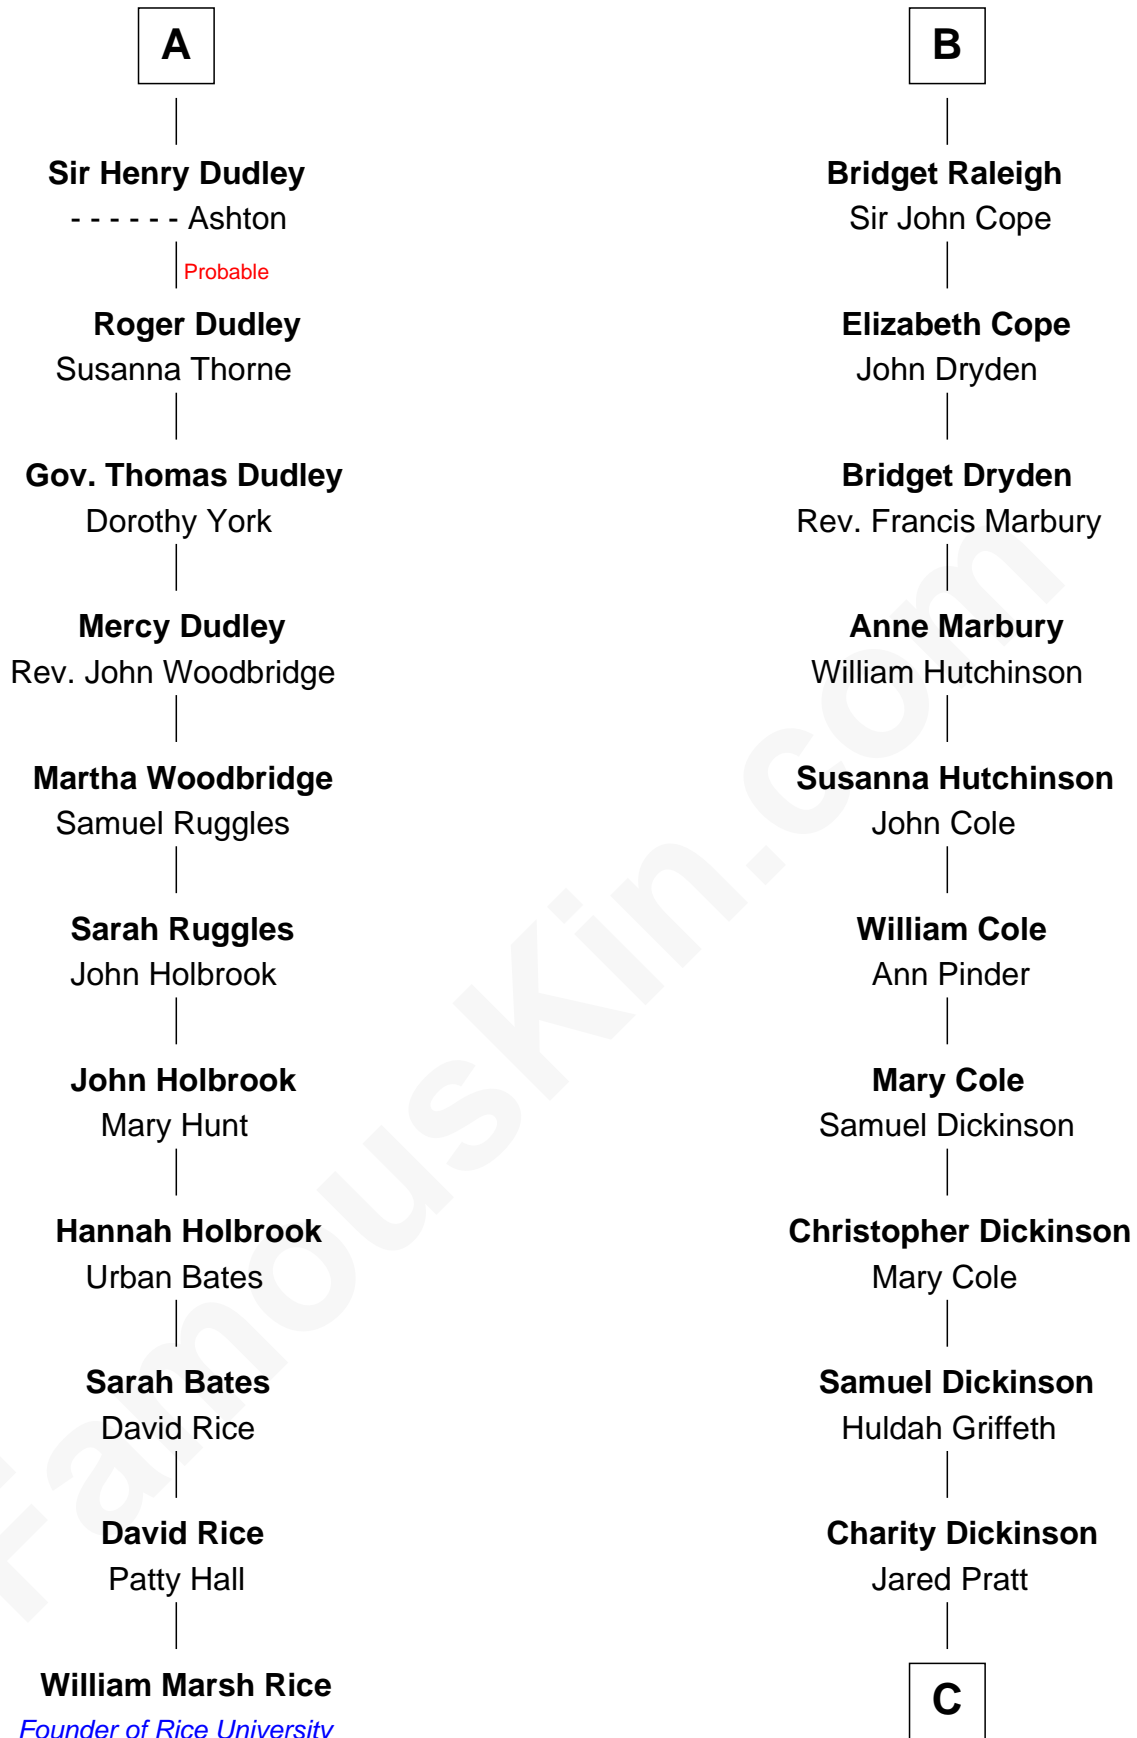 A
Sir Henry Dudley
- - - - - - Ashton
Probable
Roger Dudley
Susanna Thorne
Gov. Thomas Dudley
Dorothy York
Mercy Dudley
Rev. John Woodbridge
Martha Woodbridge
Samuel Ruggles
Sarah Ruggles
John Holbrook
John Holbrook
Mary Hunt
Hannah Holbrook
Urban Bates
Sarah Bates
David Rice
David Rice
Patty Hall
William Marsh Rice
Founder of Rice University
B
Bridget Raleigh
Sir John Cope
Elizabeth Cope
John Dryden
Bridget Dryden
Rev. Francis Marbury
Anne Marbury
William Hutchinson
Susanna Hutchinson
John Cole
William Cole
Ann Pinder
Mary Cole
Samuel Dickinson
Christopher Dickinson
Mary Cole
Samuel Dickinson
Huldah Griffeth
Charity Dickinson
Jared Pratt
C
FamousKin.com